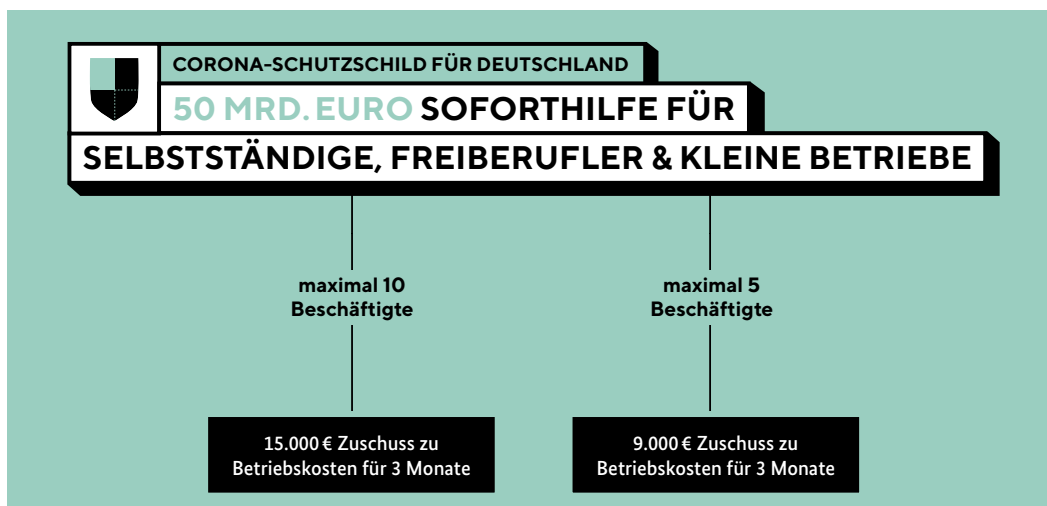 CORONA-SCHUTZSCHILD FÜR DEUTSCHLAND
50 MRD. EURO SOFORTHILFE FÜR
SELBSTSTÄNDIGE, FREIBERUFLER & KLEINE BETRIEBE
maximal 10
Beschäftigte
15.000 € Zuschuss zu
Betriebskosten für 3 Monate
maximal 5
Beschäftigte
9.000 € Zuschuss zu
Betriebskosten für 3 Monate